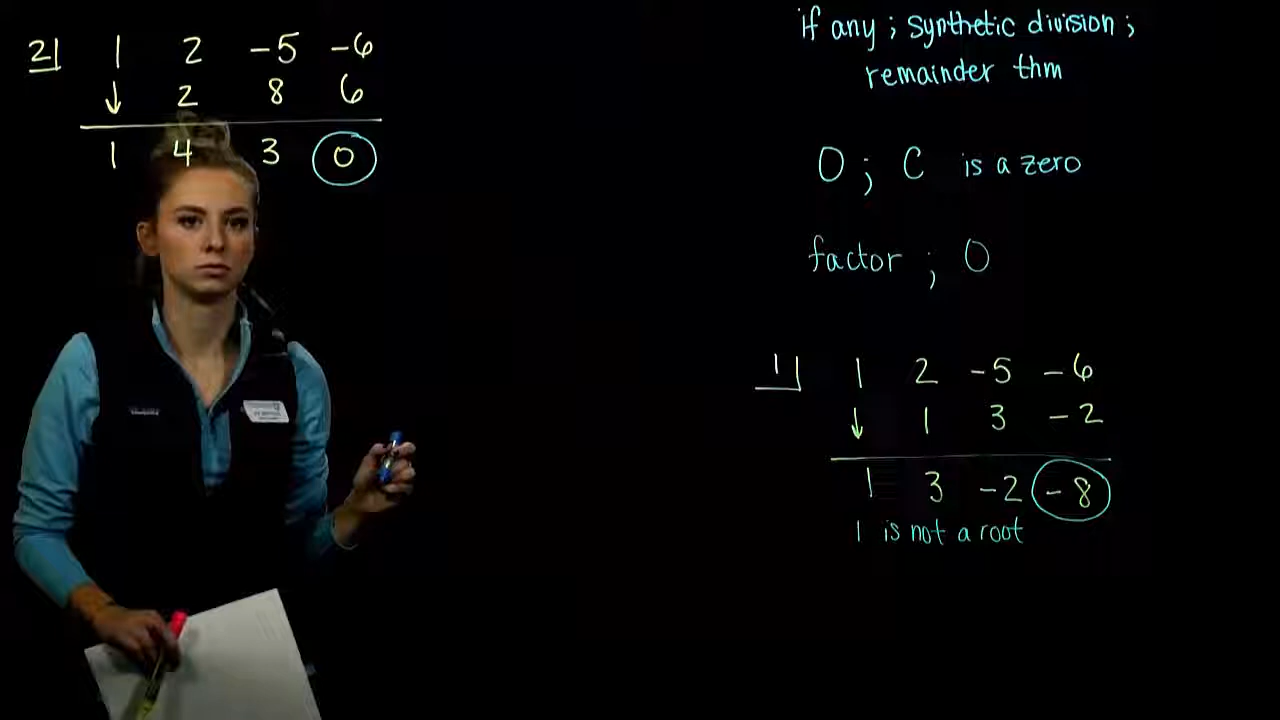 2| 1 2 -5 -6
↓ 2 8 6
1 4 3 0
if any ; synthetic division ;
remainder thm
0 ; C is a zero
factor ; 0
1| 1 2 -5 -6
↓ 1 3 -2
1 3 -2 -8
1 is not a root